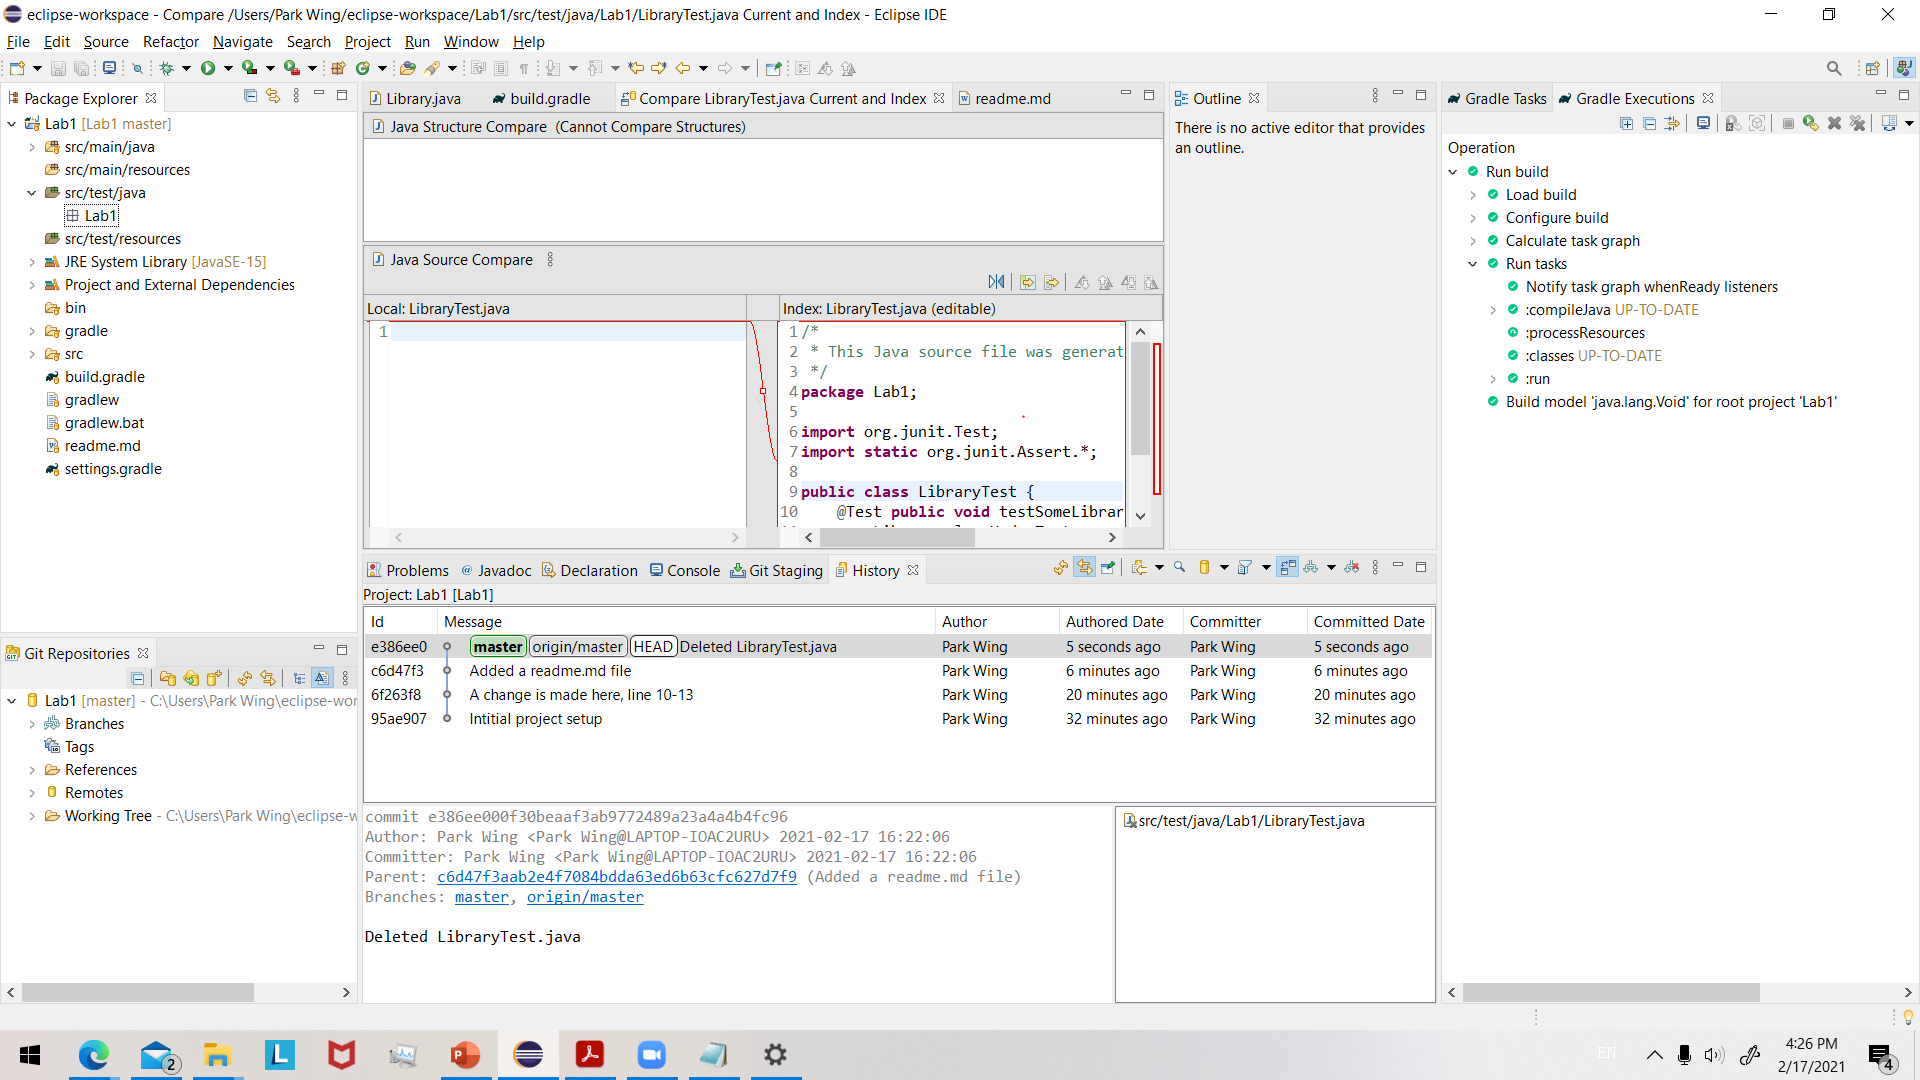 eclipse-workspace - Compare /Users/Park Wing/eclipse-workspace/Lab1/src/test/java/Lab1/LibraryTest.java Current and Index - Eclipse IDE
File Edit Source Refactor Navigate Search Project Run Window Help
Package Explorer
Lab1 [Lab1 master]
src/main/java
src/main/resources
src/test/java
Lab1
src/test/resources
JRE System Library [JavaSE-15]
Project and External Dependencies
bin
gradle
src
build.gradle
gradlew
gradlew.bat
readme.md
settings.gradle
Git Repositories
Lab1 [master] - C:\Users\Park Wing\eclipse-wor
Branches
Tags
References
Remotes
Working Tree - C:\Users\Park Wing\eclipse-w
Library.java build.gradle Compare LibraryTest.java Current and Index readme.md
Java Structure Compare (Cannot Compare Structures)
Java Source Compare
Local: LibraryTest.java
1
Index: LibraryTest.java (editable)
1 /*
2 * This Java source file was generat
3 */
4 package Lab1;
5
6 import org.junit.Test;
7 import static org.junit.Assert.*;
8
9 public class LibraryTest {
10 @Test public void testSomeLibrar
Outline
There is no active editor that provides
an outline.
Gradle Tasks Gradle Executions
Operation
Run build
Load build
Configure build
Calculate task graph
Run tasks
Notify task graph whenReady listeners
:compileJava UP-TO-DATE
:processResources
:classes UP-TO-DATE
:run
Build model 'java.lang.Void' for root project 'Lab1'
Problems @ Javadoc Declaration Console Git Staging History
Project: Lab1 [Lab1]
Id Message Author Authored Date Committer Committed Date
e386ee0 master origin/master HEAD Deleted LibraryTest.java Park Wing 5 seconds ago Park Wing 5 seconds ago
c6d47f3 Added a readme.md file Park Wing 6 minutes ago Park Wing 6 minutes ago
6f263f8 A change is made here, line 10-13 Park Wing 20 minutes ago Park Wing 20 minutes ago
95ae907 Intitial project setup Park Wing 32 minutes ago Park Wing 32 minutes ago
commit e386ee000f30beaaf3ab9772489a23a4a4b4fc96
Author: Park Wing <Park Wing@LAPTOP-IOAC2URU> 2021-02-17 16:22:06
Committer: Park Wing <Park Wing@LAPTOP-IOAC2URU> 2021-02-17 16:22:06
Parent: c6d47f3aab2e4f7084bdda63ed6b63cfc627d7f9 (Added a readme.md file)
Branches: master, origin/master
Deleted LibraryTest.java
src/test/java/Lab1/LibraryTest.java
2
L
P
EN
4:26 PM
2/17/2021
4